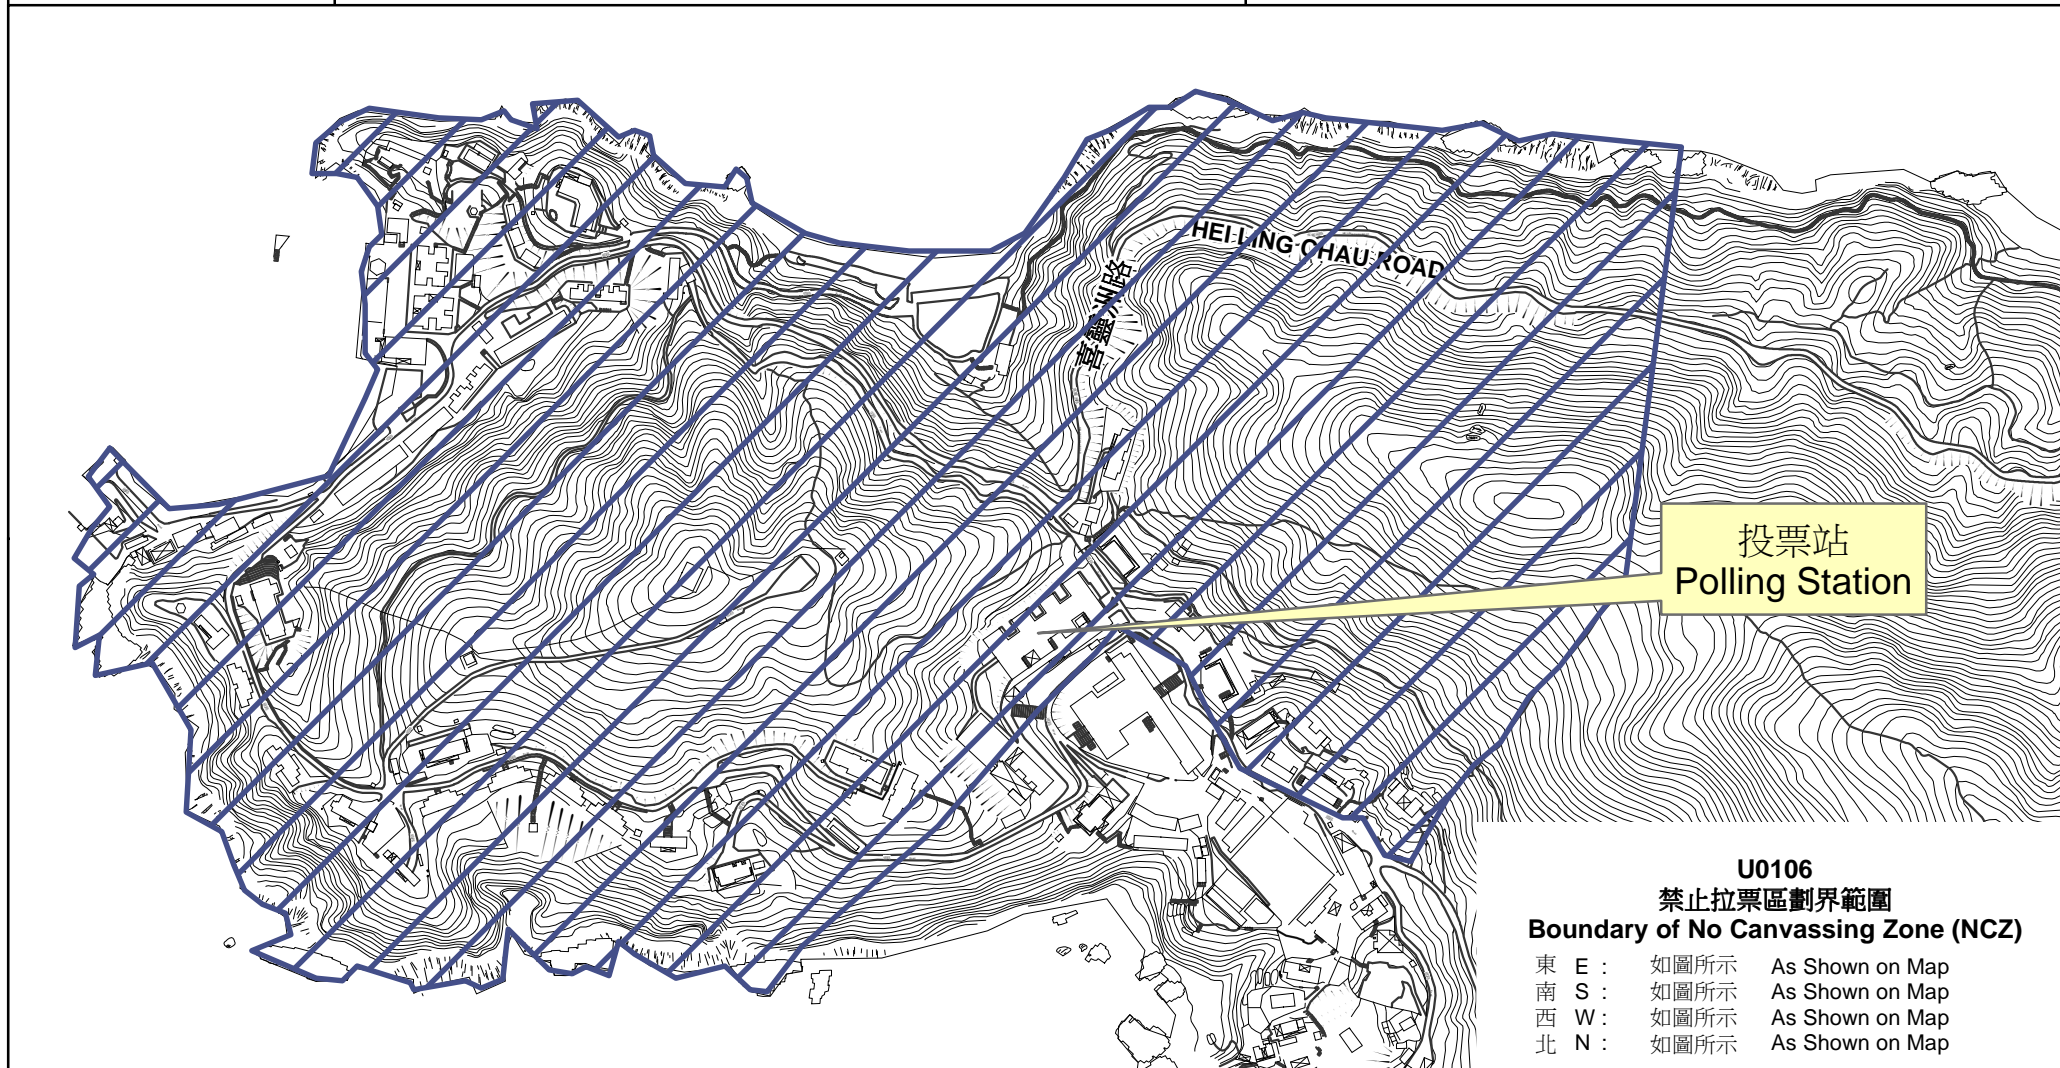 HEI LING CHAU ROAD
喜靈洲路
投票站
Polling Station
U0106
禁止拉票區劃界範圍
Boundary of No Canvassing Zone (NCZ)
東 E : 如圖所示 As Shown on Map
南 S : 如圖所示 As Shown on Map
西 W : 如圖所示 As Shown on Map
北 N : 如圖所示 As Shown on Map